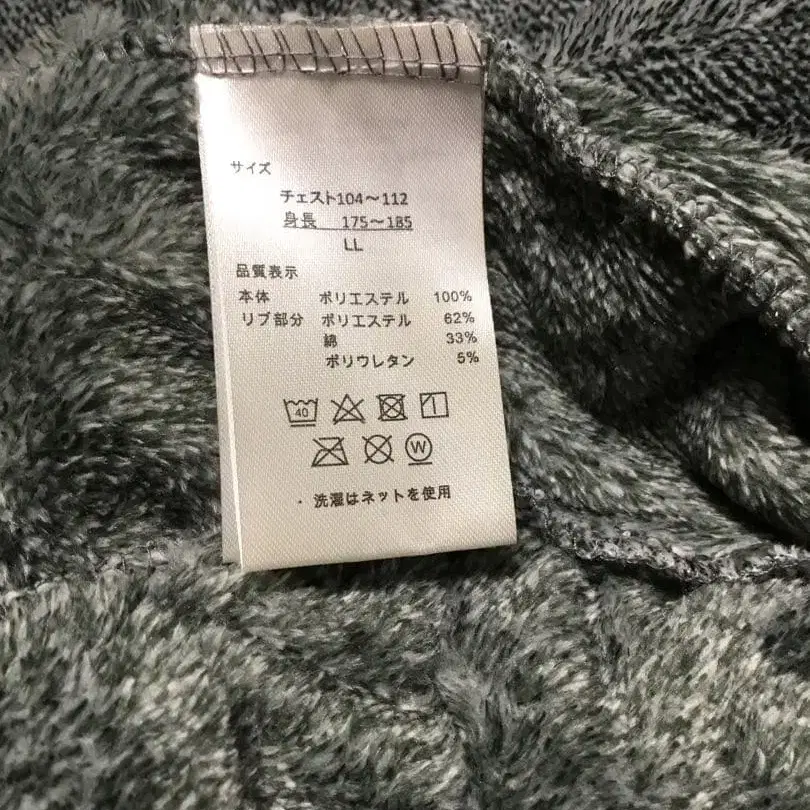 サイズ
チェスト104～112
身長 175～185
LL
品質表示
本体 ポリエステル 100%
リブ部分 ポリエステル 62%
綿 33%
ポリウレタン 5%
40
W
・洗濯はネットを使用